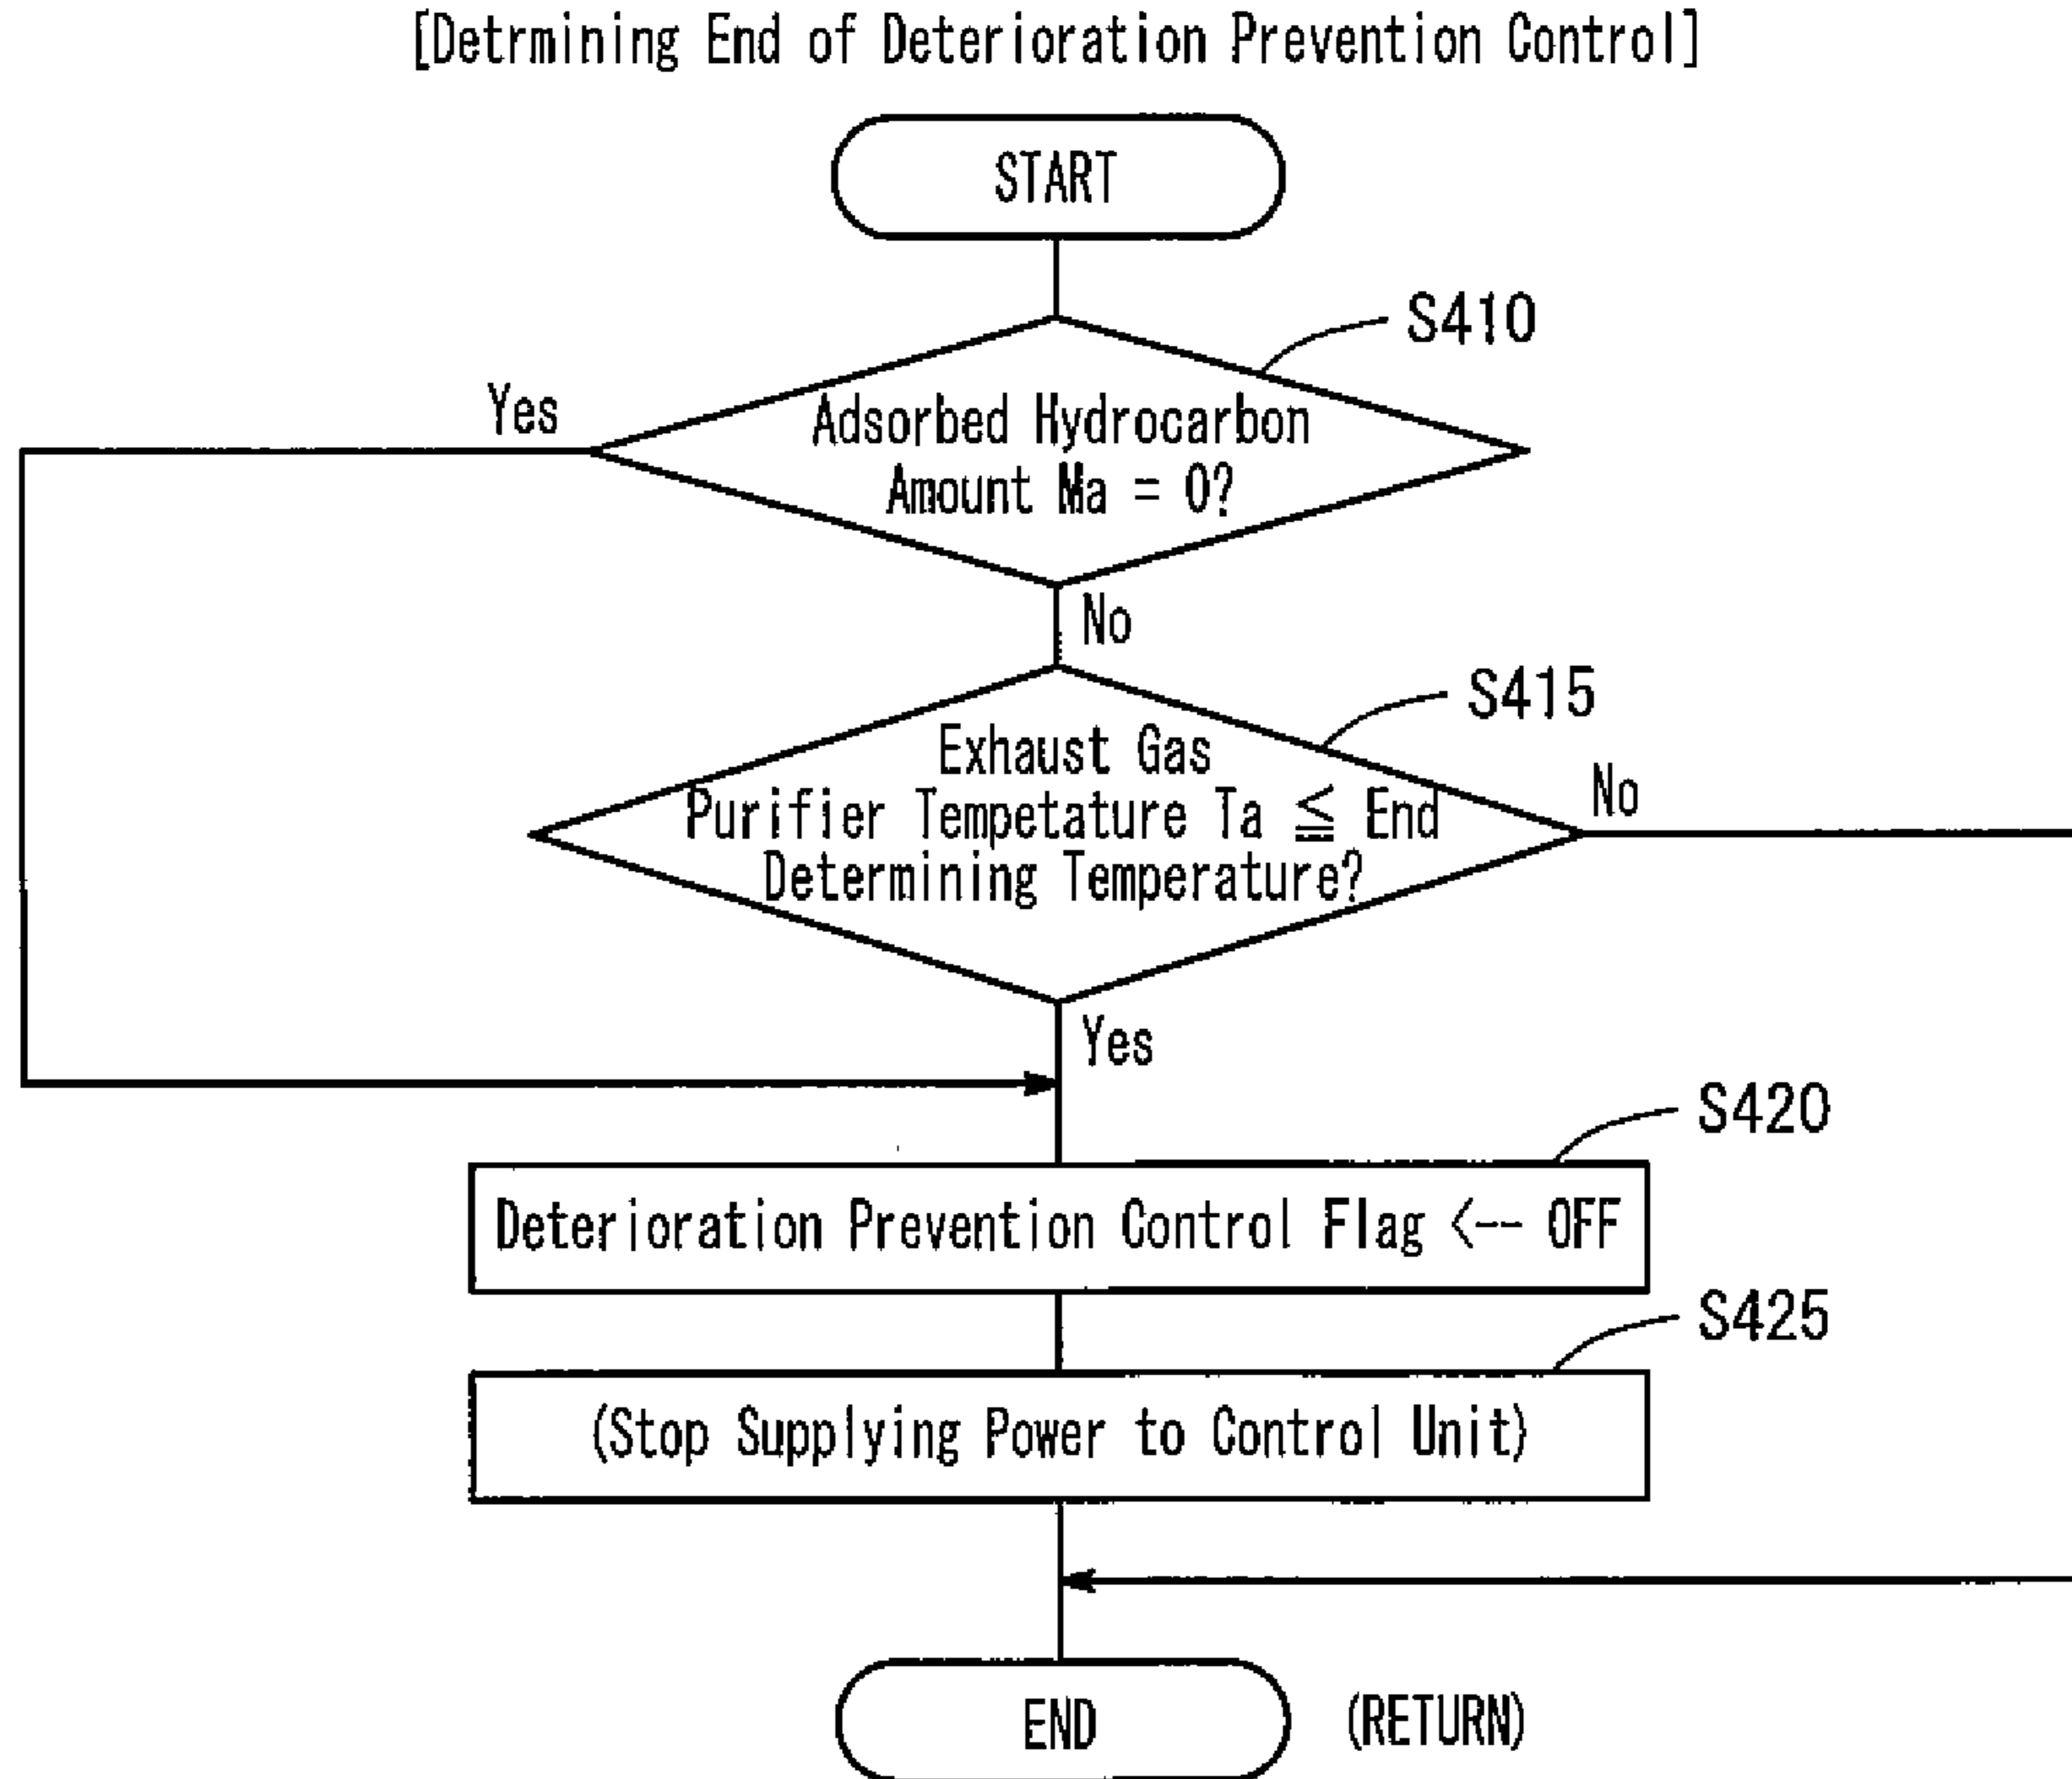 [Detrmining End of Deterioration Prevention Control]
START
S410
Yes
Adsorbed Hydrocarbon
Amount Ma = 0?
No
S415
Exhaust Gas
Purifier Tempetature Ta ≦ End
Determining Temperature?
No
Yes
S420
Deterioration Prevention Control Flag <-- OFF
S425
(Stop Supplying Power to Control Unit)
END (RETURN)